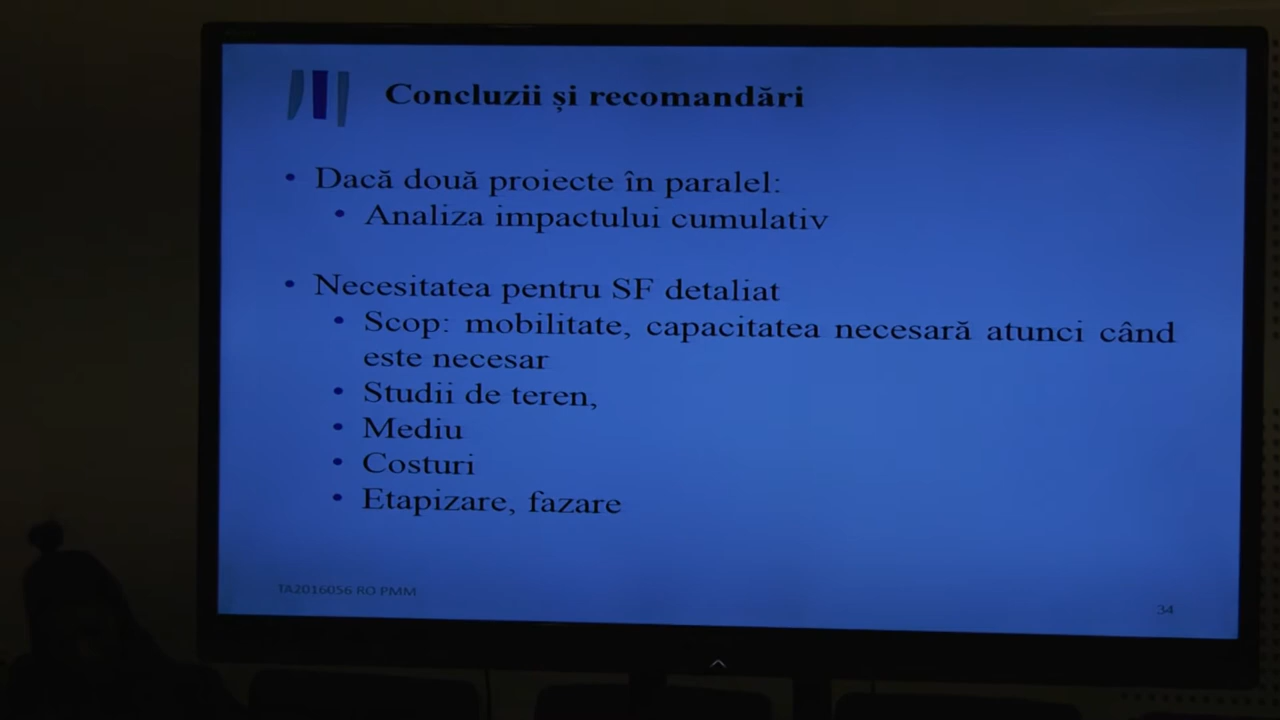 Concluzii și recomandări
• Dacă două proiecte în paralel:
• Analiza impactului cumulativ
• Necesitatea pentru SF detaliat
• Scop: mobilitate, capacitatea necesară atunci când
este necesar
• Studii de teren,
• Mediu
• Costuri
• Etapizare, fazare
TA2016056 RO PMM
34